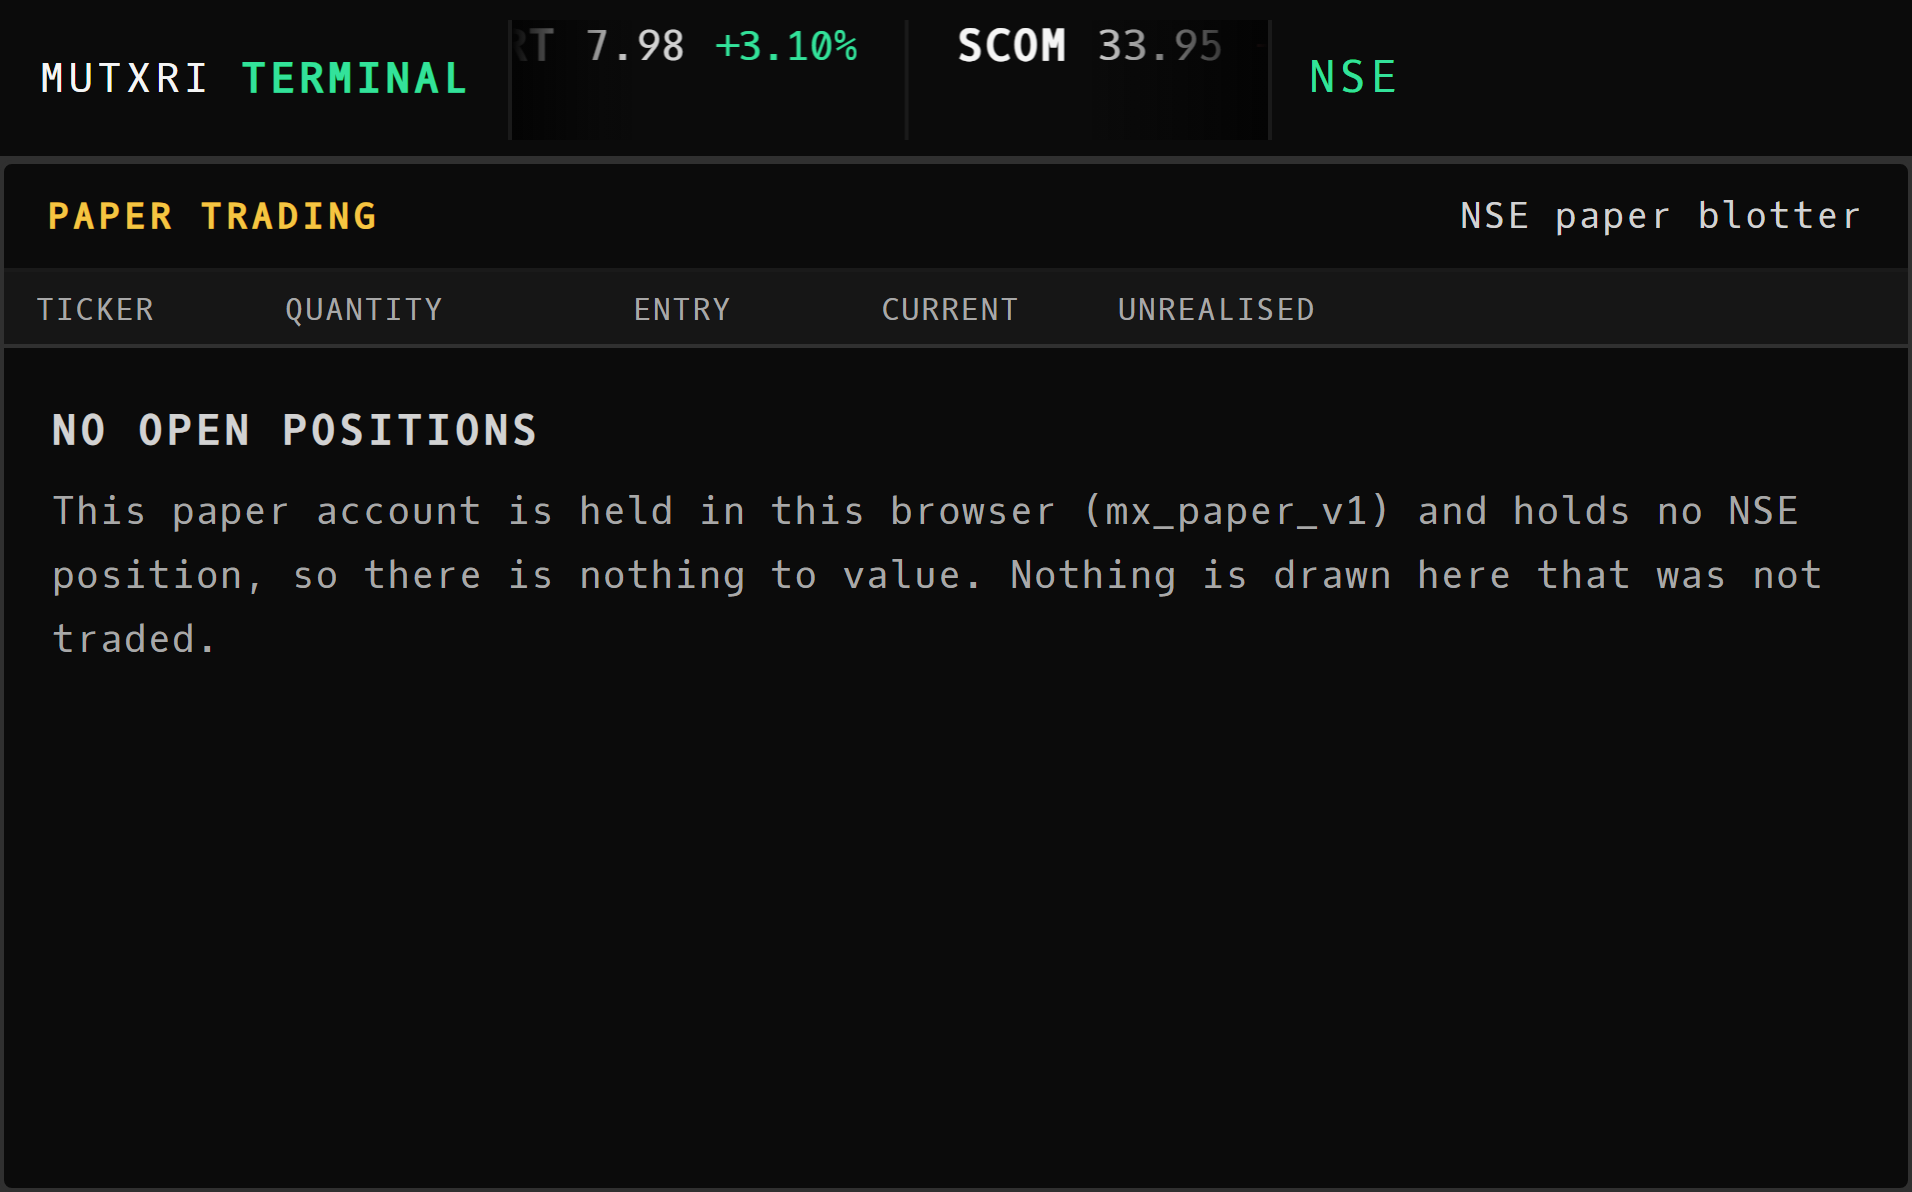 MUTXRI TERMINAL
7.98 +3.10%
SCOM 33.95
NSE
PAPER TRADING
NSE paper blotter
TICKER QUANTITY ENTRY CURRENT UNREALISED
NO OPEN POSITIONS
This paper account is held in this browser (mx_paper_v1) and holds no NSE
position, so there is nothing to value. Nothing is drawn here that was not
traded.